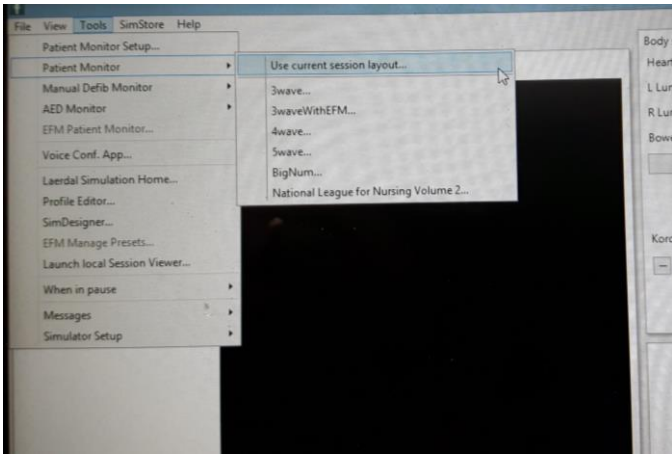 File View Tools SimStore Help
Patient Monitor Setup...
Patient Monitor
Manual Defib Monitor
AED Monitor
EFM Patient Monitor...
Voice Conf. App...
Laerdal Simulation Home...
Profile Editor...
SimDesigner...
EFM Manage Presets...
Launch local Session Viewer...
When in pause
Messages
Simulator Setup
Use current session layout...
3wave...
3waveWithEFM...
4wave...
5wave...
BigNum...
National League for Nursing Volume 2...
Body
Heart
L Lun
R Lun
Bowe
Koro